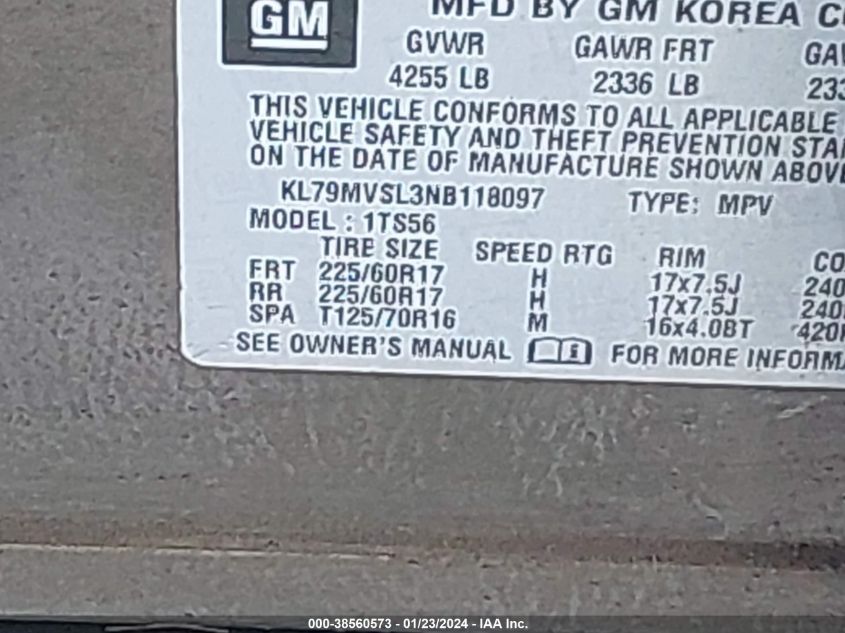 GM
MFD BY GM KOREA
GVWR GAWR FRT
4255 LB 2336 LB
THIS VEHICLE CONFORMS TO ALL APPLICABLE
VEHICLE SAFETY AND THEFT PREVENTION
ON THE DATE OF MANUFACTURE SHOWN
KL79MVSL3NB118097 TYPE: MPV
MODEL : 1TS56
TIRE SIZE SPEED RTG RIM
FRT 225/60R17 H 17x7.5J
RR 225/60R17 H 17x7.5J
SPA T125/70R16 M 16x4.0BT
SEE OWNER'S MANUAL FOR MORE
000-38560573 - 01/23/2024 - IAA Inc.